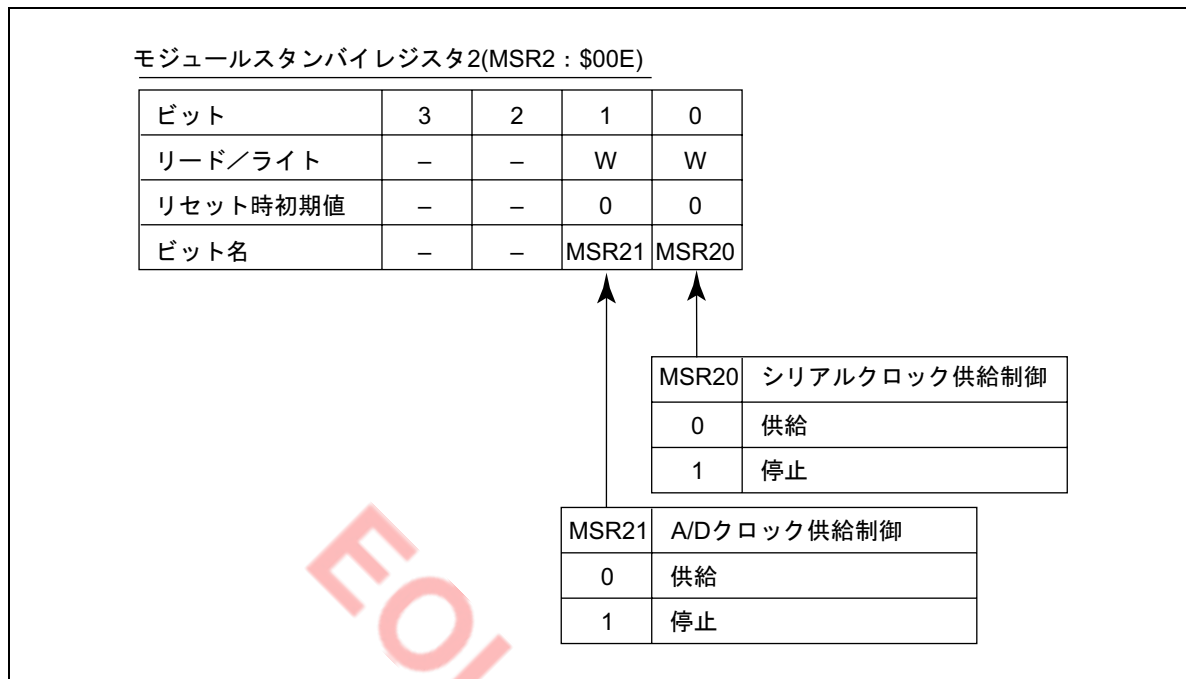 モジュールスタンバイレジスタ2(MSR2：$00E)
ビット 3 2 1 0
リード／ライト – – W W
リセット時初期値 – – 0 0
ビット名 – – MSR21 MSR20
MSR20 シリアルクロック供給制御
0 供給
1 停止
MSR21 A/Dクロック供給制御
0 供給
1 停止